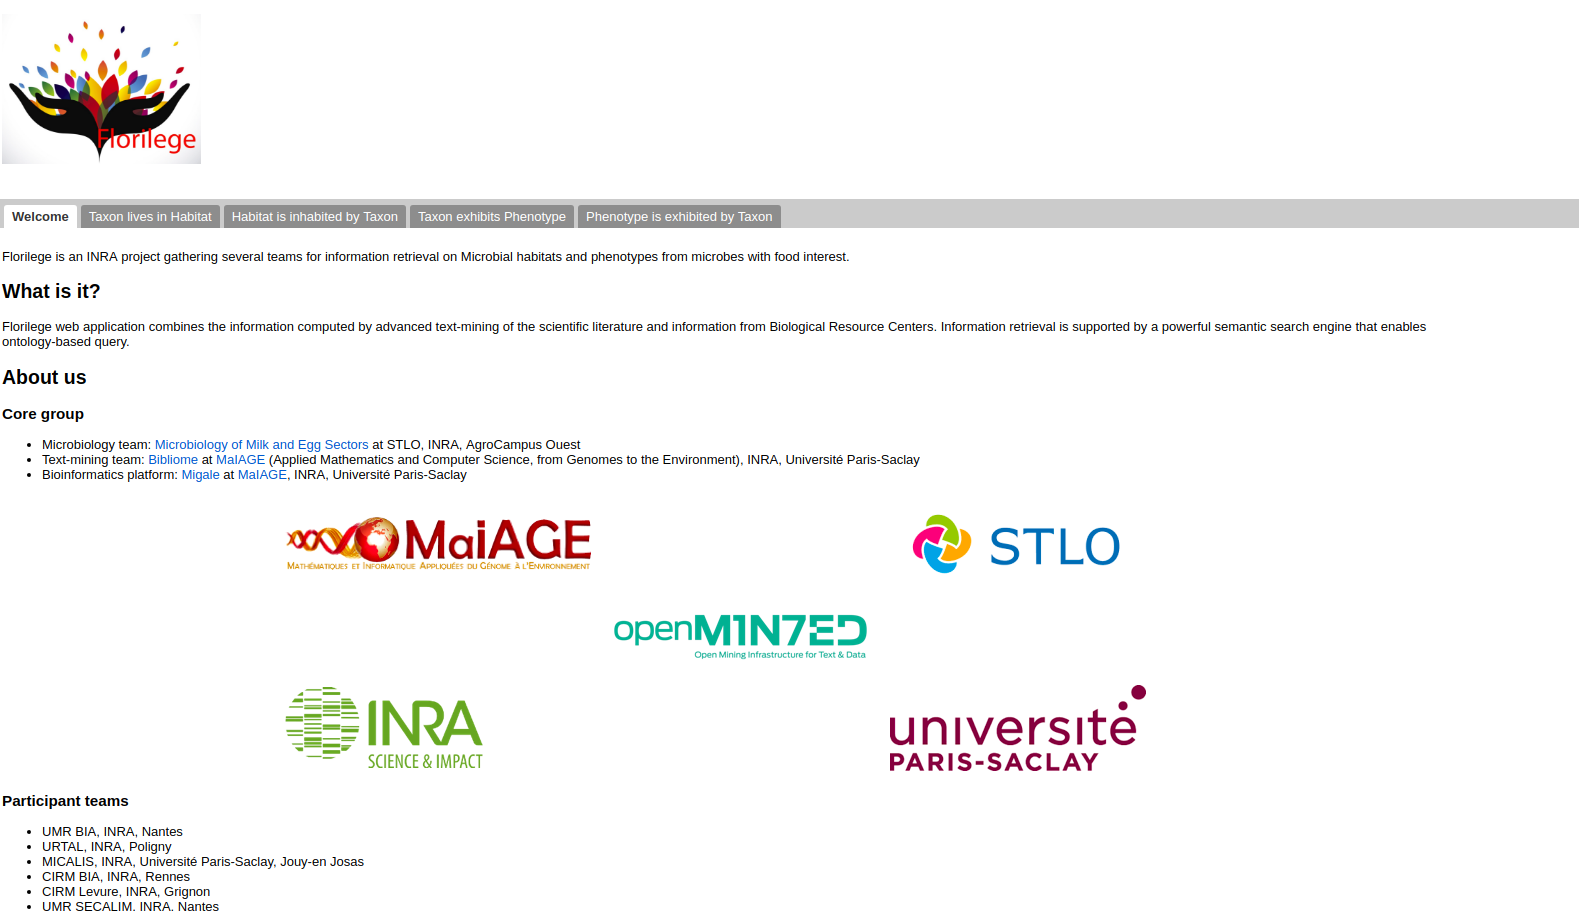 Florilege
Welcome
Taxon lives in Habitat
Habitat is inhabited by Taxon
Taxon exhibits Phenotype
Phenotype is exhibited by Taxon
Florilege is an INRA project gathering several teams for information retrieval on Microbial habitats and phenotypes from microbes with food interest.
What is it?
Florilege web application combines the information computed by advanced text-mining of the scientific literature and information from Biological Resource Centers. Information retrieval is supported by a powerful semantic search engine that enables
ontology-based query.
About us
Core group
Microbiology team: Microbiology of Milk and Egg Sectors at STLO, INRA, AgroCampus Ouest
Text-mining team: Bibliome at MaIAGE (Applied Mathematics and Computer Science, from Genomes to the Environment), INRA, Université Paris-Saclay
Bioinformatics platform: Migale at MaIAGE, INRA, Université Paris-Saclay
MaiAGE
Mathématiques et Informatique Appliquées du Génome à l'Environnement
STLO
openM1N7ED
Open Mining Infrastructure for Text & Data
INRA
SCIENCE & IMPACT
université
PARIS-SACLAY
Participant teams
UMR BIA, INRA, Nantes
URTAL, INRA, Poligny
MICALIS, INRA, Université Paris-Saclay, Jouy-en Josas
CIRM BIA, INRA, Rennes
CIRM Levure, INRA, Grignon
UMR SECALIM, INRA, Nantes